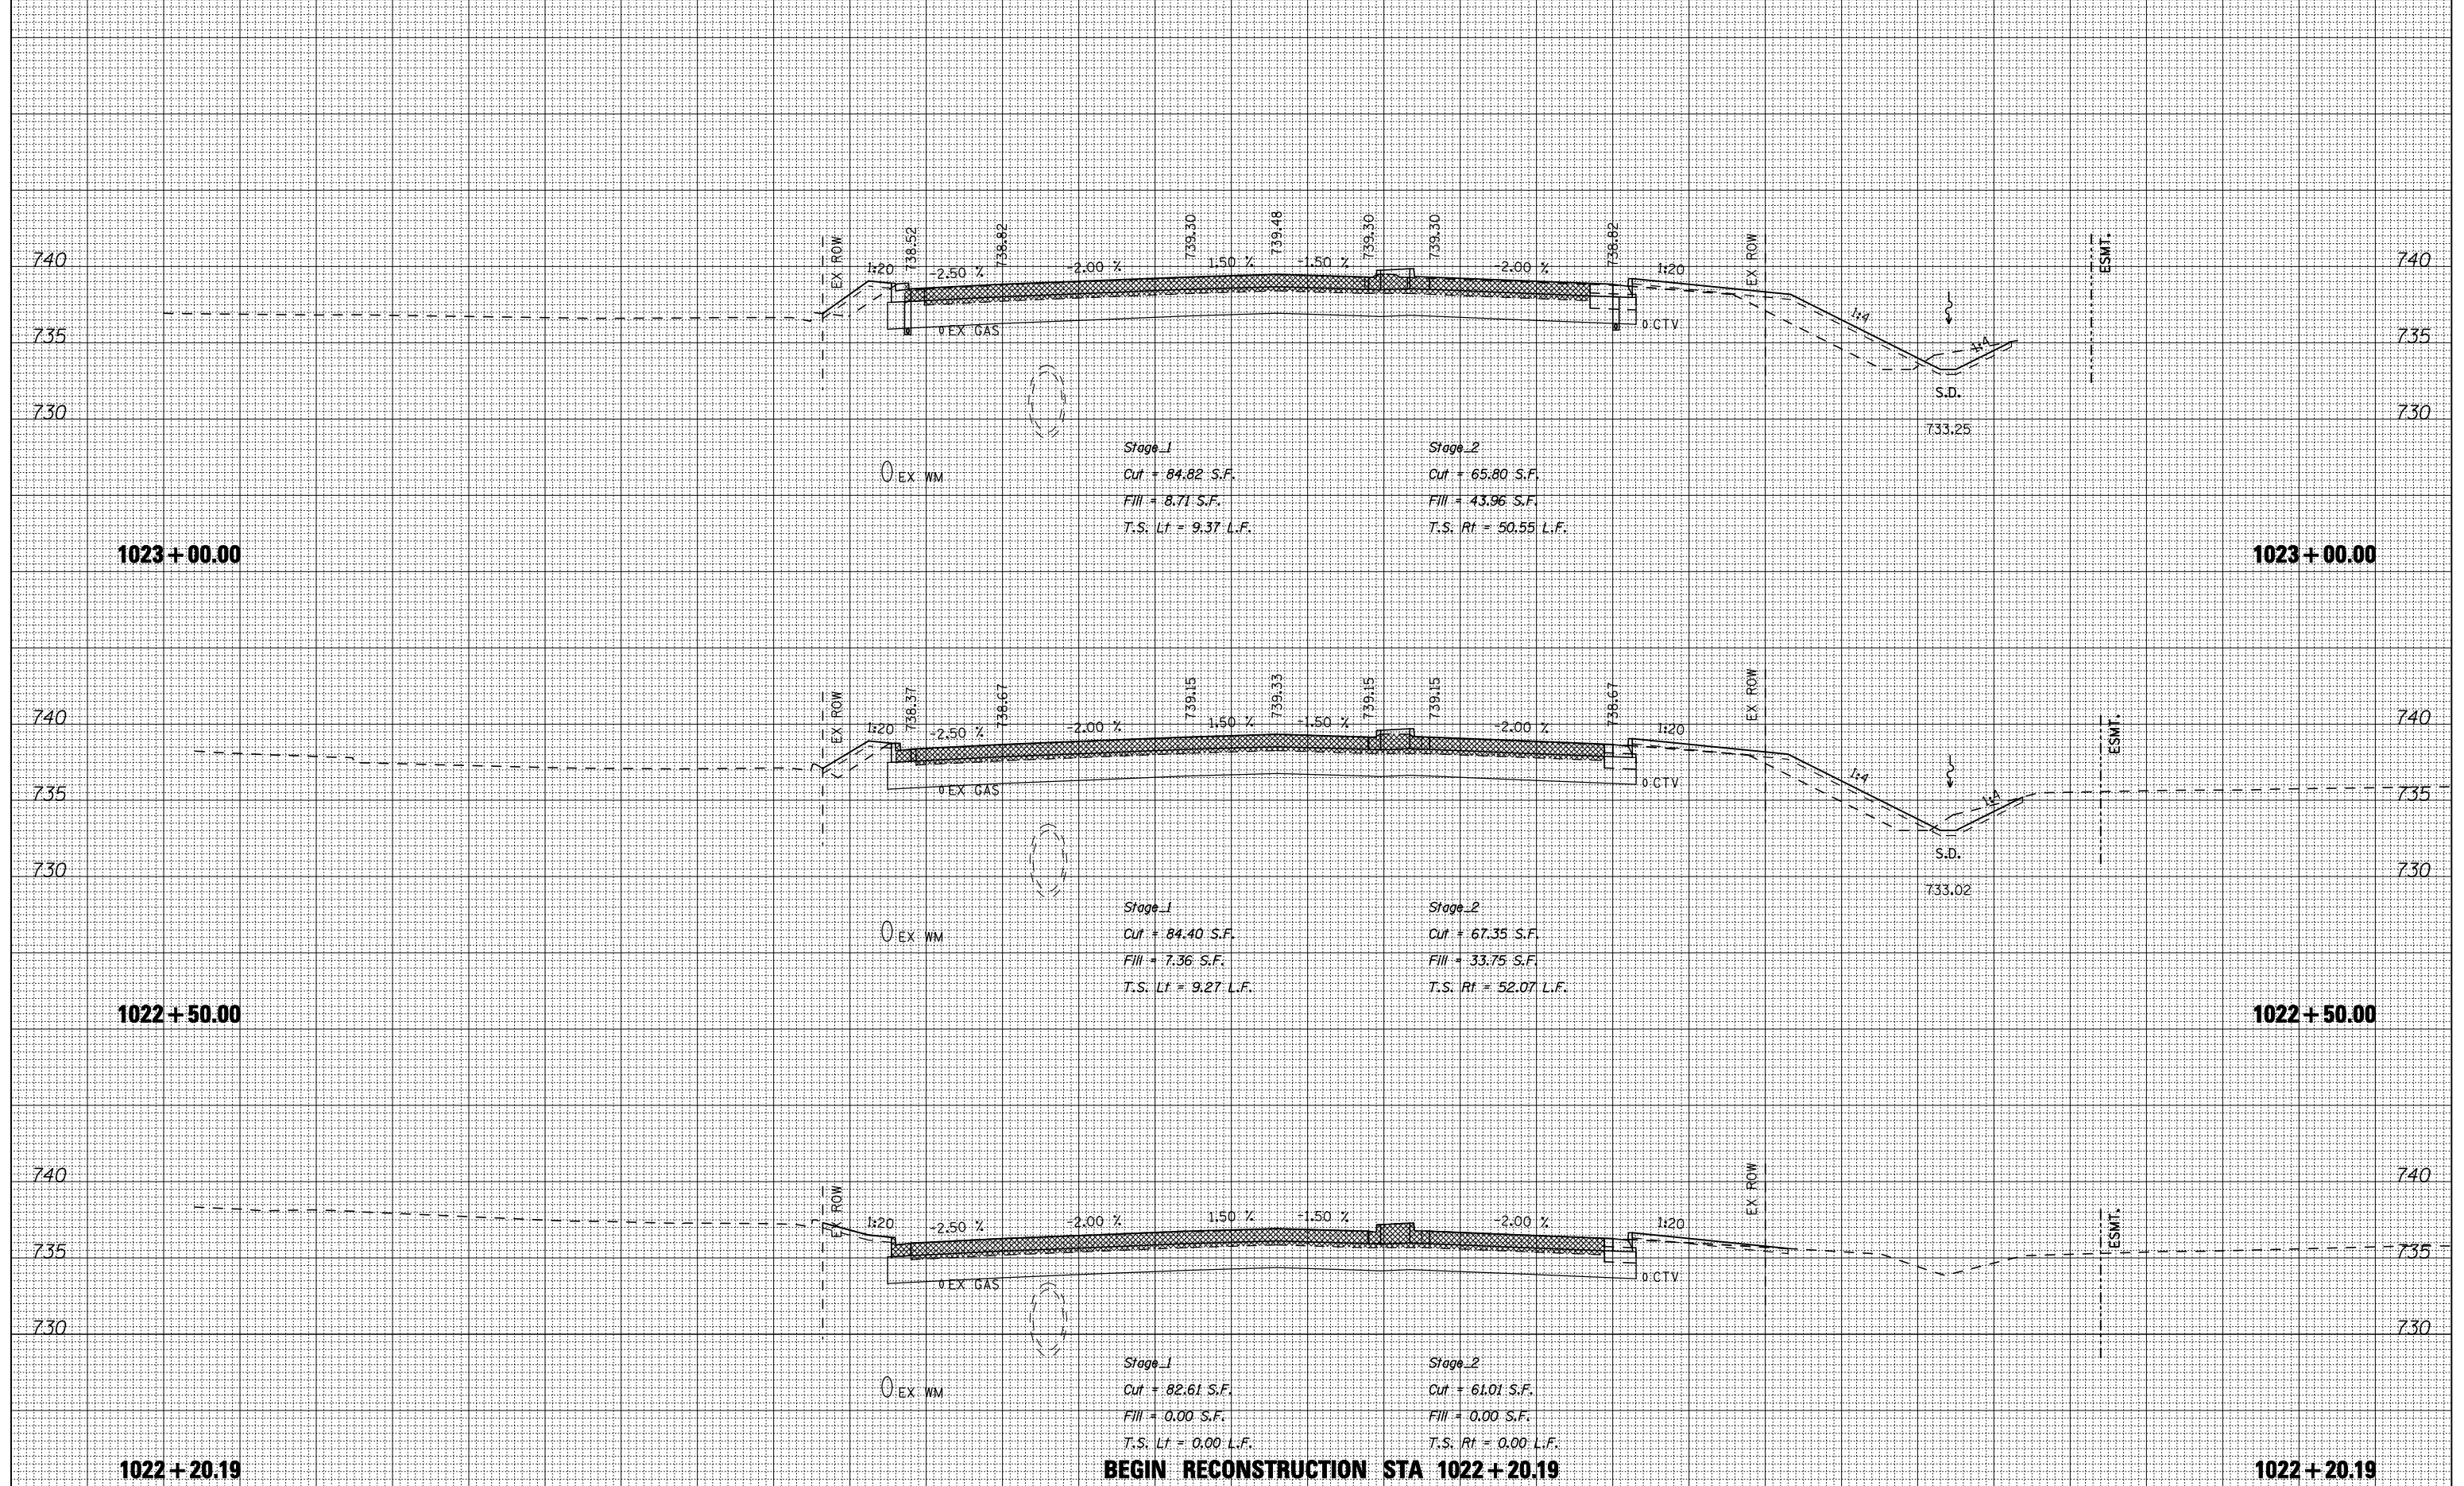 EX ROW
1:20
738.52
-2.50 %
738.82
-2.00 %
739.30
1.50 %
739.48
-1.50 %
739.30
739.30
-2.00 %
738.82
1:20
EX ROW
ESMT.
740
740
1:4
1:4
735
0 EX GAS
0 CTV
735
S.D.
730
730
733.25
Stage_1
Stage_2
Cut = 84.82 S.F.
Cut = 65.80 S.F.
EX WM
Fill = 8.71 S.F.
Fill = 43.96 S.F.
T.S. Lt = 9.37 L.F.
T.S. Rt = 50.55 L.F.
1023 + 00.00
1023 + 00.00
EX ROW
1:20
738.37
-2.50 %
738.67
-2.00 %
739.15
1.50 %
739.33
-1.50 %
739.15
739.15
-2.00 %
738.67
1:20
EX ROW
ESMT.
740
740
1:4
1:4
735
0 EX GAS
0 CTV
735
S.D.
730
730
733.02
Stage_1
Stage_2
Cut = 84.40 S.F.
Cut = 67.35 S.F.
EX WM
Fill = 7.36 S.F.
Fill = 33.75 S.F.
T.S. Lt = 9.27 L.F.
T.S. Rt = 52.07 L.F.
1022 + 50.00
1022 + 50.00
740
740
EX ROW
1:20
-2.50 %
-2.00 %
1.50 %
-1.50 %
-2.00 %
1:20
EX ROW
ESMT.
735
735
0 EX GAS
0 CTV
730
730
Stage_1
Stage_2
Cut = 82.61 S.F.
Cut = 61.01 S.F.
EX WM
Fill = 0.00 S.F.
Fill = 0.00 S.F.
T.S. Lt = 0.00 L.F.
T.S. Rt = 0.00 L.F.
1022 + 20.19
BEGIN RECONSTRUCTION STA 1022 + 20.19
1022 + 20.19